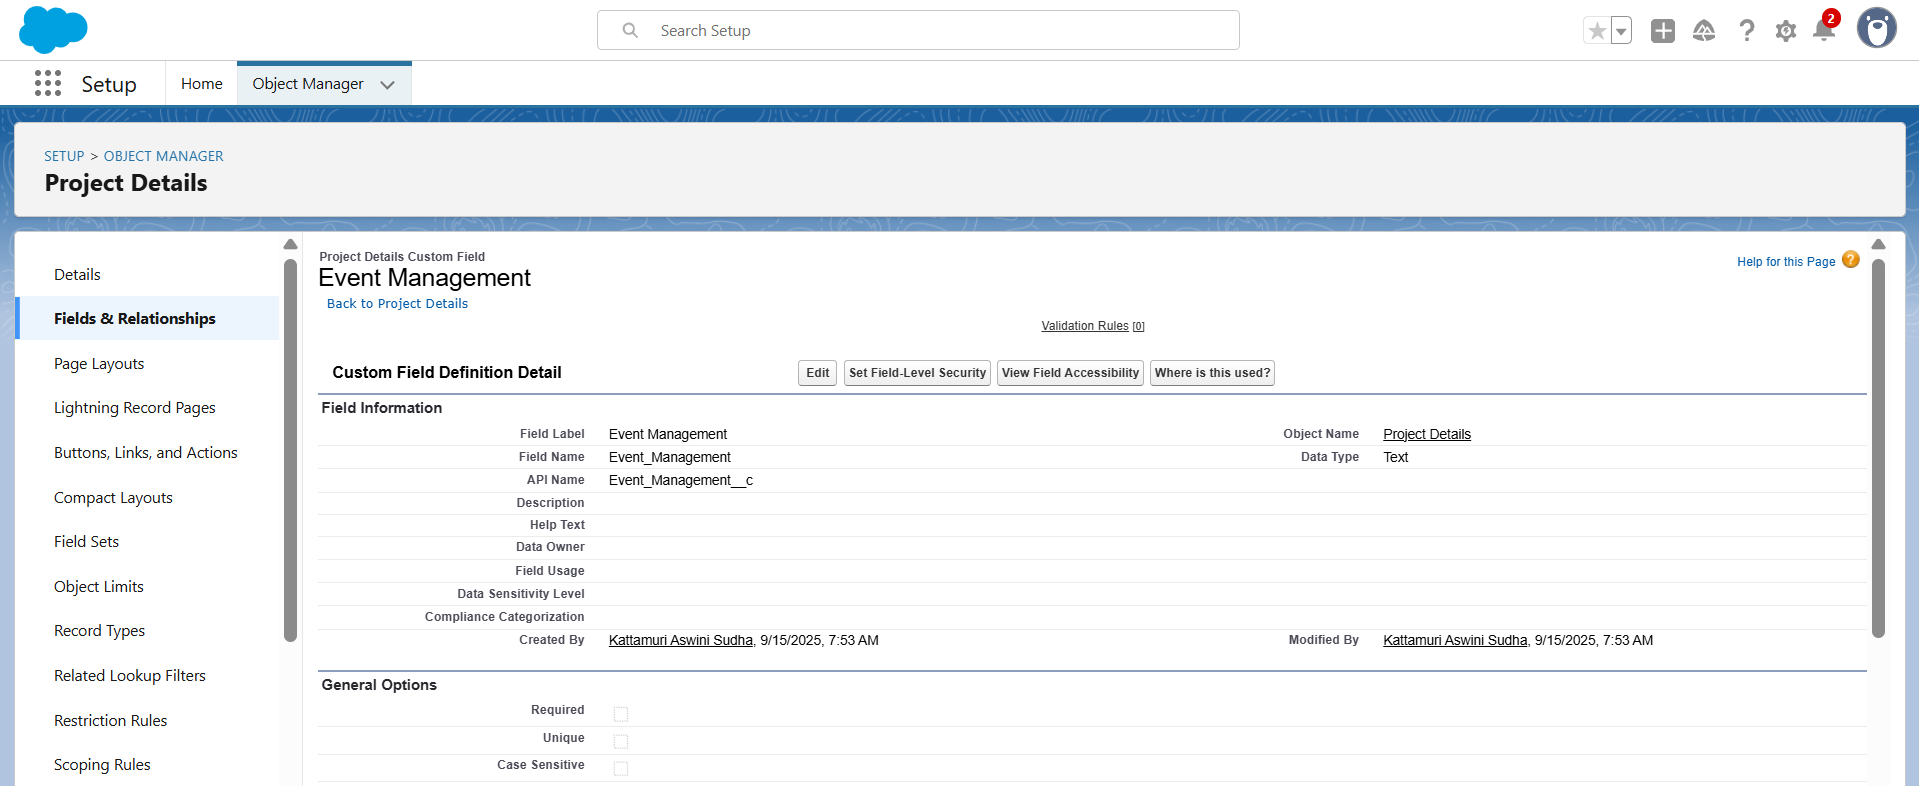 Search Setup
2
Setup
Home
Object Manager
SETUP > OBJECT MANAGER
Project Details
Details
Fields & Relationships
Page Layouts
Lightning Record Pages
Buttons, Links, and Actions
Compact Layouts
Field Sets
Object Limits
Record Types
Related Lookup Filters
Restriction Rules
Scoping Rules
Project Details Custom Field
Event Management
Back to Project Details
Help for this Page ?
Validation Rules [0]
Custom Field Definition Detail
Edit
Set Field-Level Security
View Field Accessibility
Where is this used?
Field Information
Field Label Event Management Object Name Project Details
Field Name Event_Management Data Type Text
API Name Event_Management__c
Description
Help Text
Data Owner
Field Usage
Data Sensitivity Level
Compliance Categorization
Created By Kattamuri Aswini Sudha, 9/15/2025, 7:53 AM Modified By Kattamuri Aswini Sudha, 9/15/2025, 7:53 AM
General Options
Required
Unique
Case Sensitive